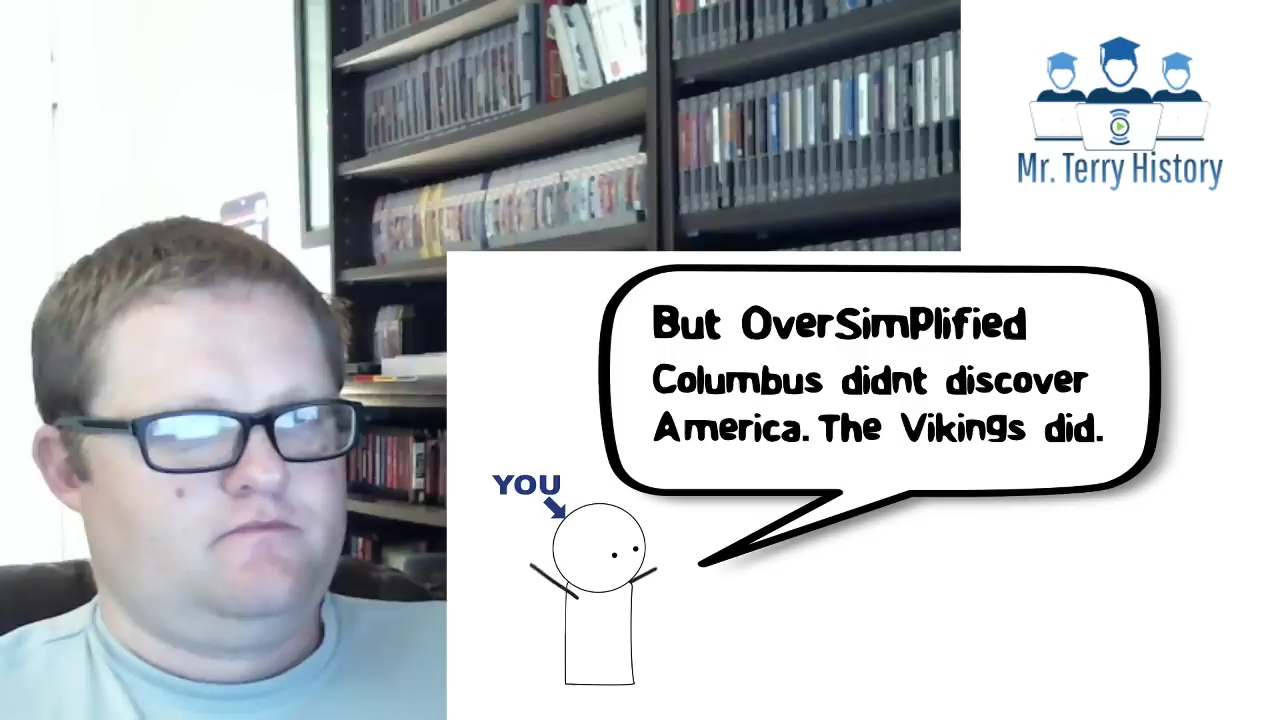 Mr. Terry History
But OverSimplified
Columbus didnt discover
America. The Vikings did.
YOU